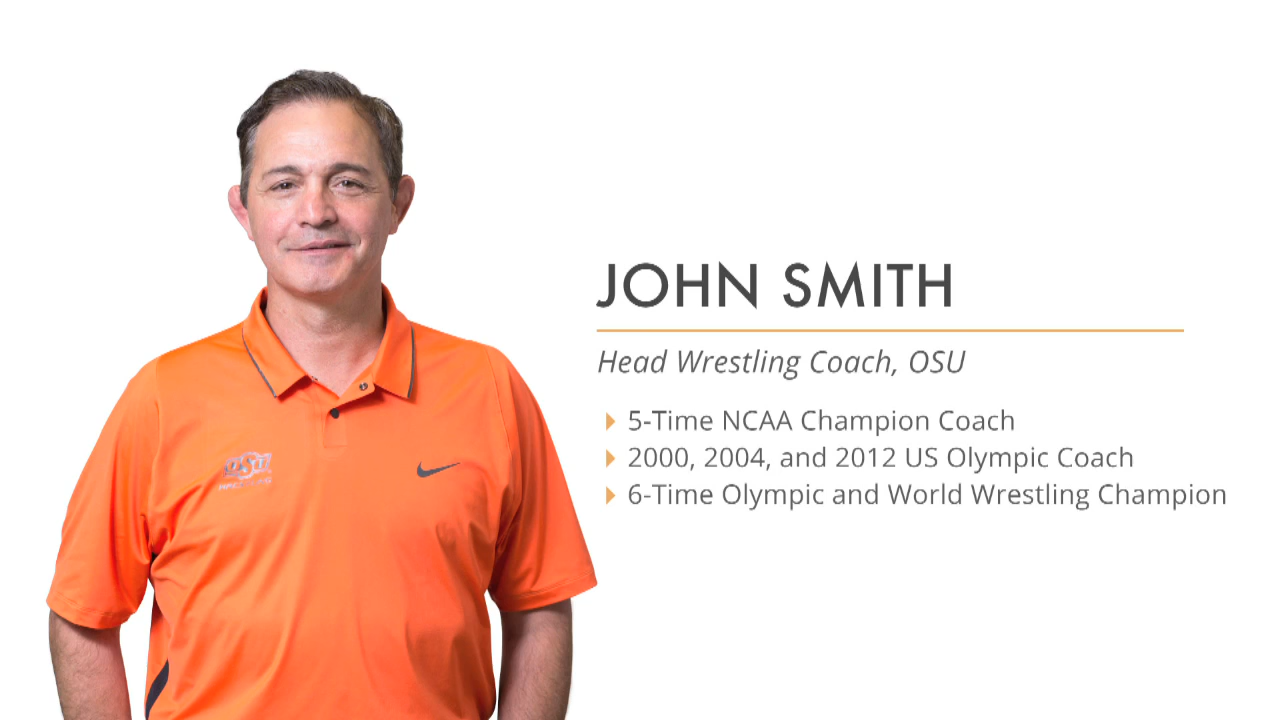 JOHN SMITH
Head Wrestling Coach, OSU
5-Time NCAA Champion Coach
2000, 2004, and 2012 US Olympic Coach
6-Time Olympic and World Wrestling Champion
OSU
WRESTLING